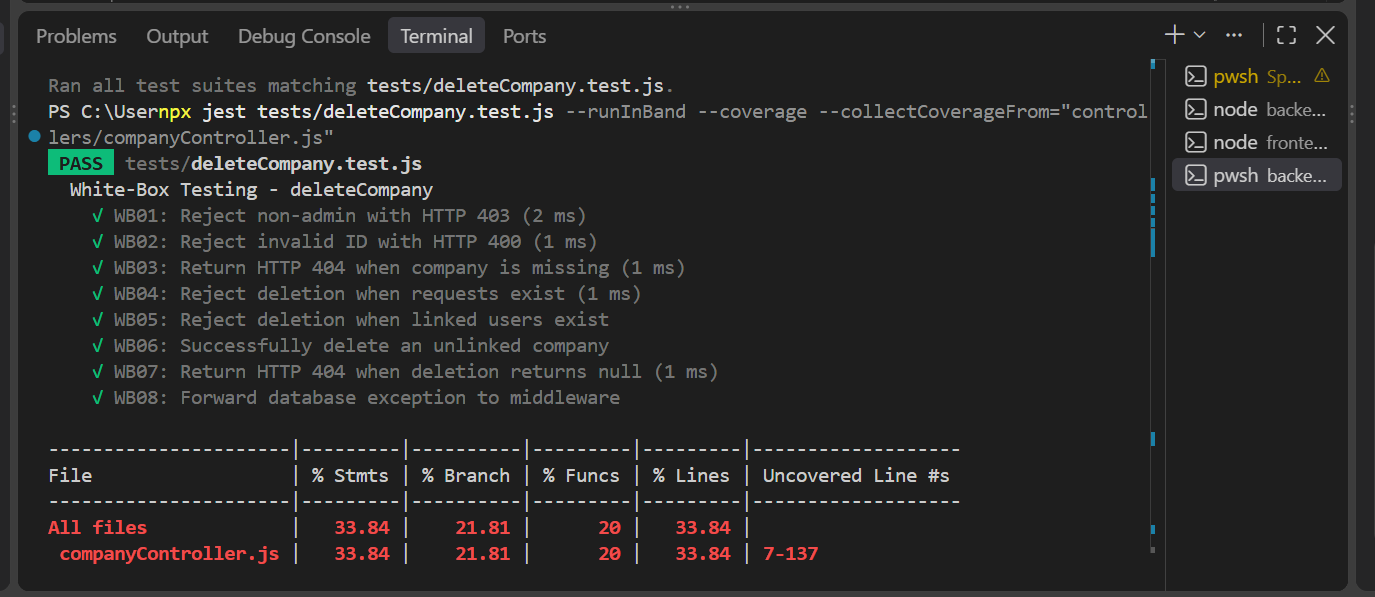 Problems Output Debug Console Terminal Ports
Ran all test suites matching tests/deleteCompany.test.js.
PS C:\Usernpx jest tests/deleteCompany.test.js --runInBand --coverage --collectCoverageFrom="control
lers/companyController.js"
PASS tests/deleteCompany.test.js
White-Box Testing - deleteCompany
√ WB01: Reject non-admin with HTTP 403 (2 ms)
√ WB02: Reject invalid ID with HTTP 400 (1 ms)
√ WB03: Return HTTP 404 when company is missing (1 ms)
√ WB04: Reject deletion when requests exist (1 ms)
√ WB05: Reject deletion when linked users exist
√ WB06: Successfully delete an unlinked company
√ WB07: Return HTTP 404 when deletion returns null (1 ms)
√ WB08: Forward database exception to middleware
----------------------|---------|----------|---------|---------|-------------------
File | % Stmts | % Branch | % Funcs | % Lines | Uncovered Line #s
----------------------|---------|----------|---------|---------|-------------------
All files | 33.84 | 21.81 | 20 | 33.84 |
companyController.js | 33.84 | 21.81 | 20 | 33.84 | 7-137
pwsh Sp...
node backe...
node fronte...
pwsh backe...